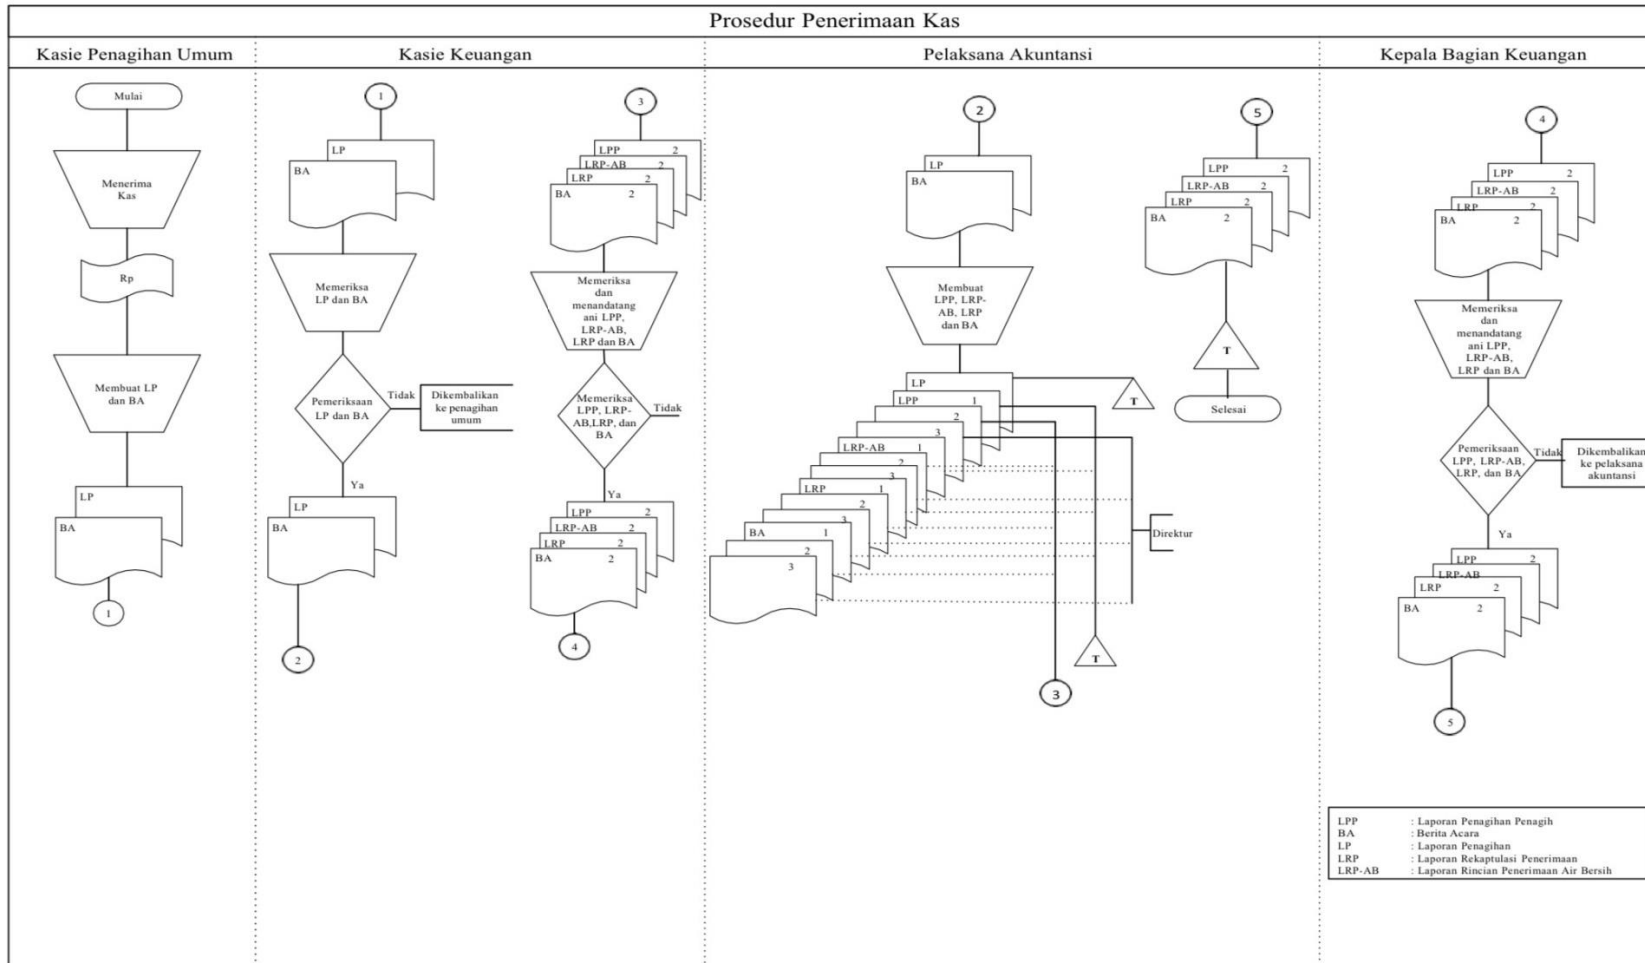 Prosedur Penerimaan Kas
Kasie Penagihan Umum
Kasie Keuangan
Pelaksana Akuntansi
Kepala Bagian Keuangan
Mulai
Menerima
Kas
Rp
Membuat LP
dan BA
LP
BA
1
1
LP
BA
Memeriksa
LP dan BA
Pemeriksaan
LP dan BA
Tidak
Dikembalikan
ke penagihan
umum
Ya
LP
BA
2
3
LPP 2
LRP-AB 2
LRP 2
BA 2
Memeriksa
dan
menandatang
ani LPP,
LRP-AB,
LRP dan BA
Memeriksa
LPP, LRP-
AB,LRP, dan
BA
Tidak
Ya
LPP 2
LRP-AB 2
LRP 2
BA 2
4
2
LP
BA
Membuat
LPP, LRP-
AB, LRP
dan BA
LP
T
LPP 1
2
3
LRP-AB 1
2
3
LRP 1
2
3
BA 1
2
3
Direktur
T
3
5
LPP 2
LRP-AB 2
LRP 2
BA 2
T
Selesai
4
LPP 2
LRP-AB 2
LRP 2
BA 2
Memeriksa
dan
menandatang
ani LPP,
LRP-AB,
LRP dan BA
Pemeriksaan
LPP, LRP-AB,
LRP, dan BA
Tidak
Dikembalikan
ke pelaksana
akuntansi
Ya
LPP 2
LRP-AB
LRP 2
BA 2
5
LPP : Laporan Penagihan Penagih
BA : Berita Acara
LP : Laporan Penagihan
LRP : Laporan Rekaptulasi Penerimaan
LRP-AB : Laporan Rincian Penerimaan Air Bersih